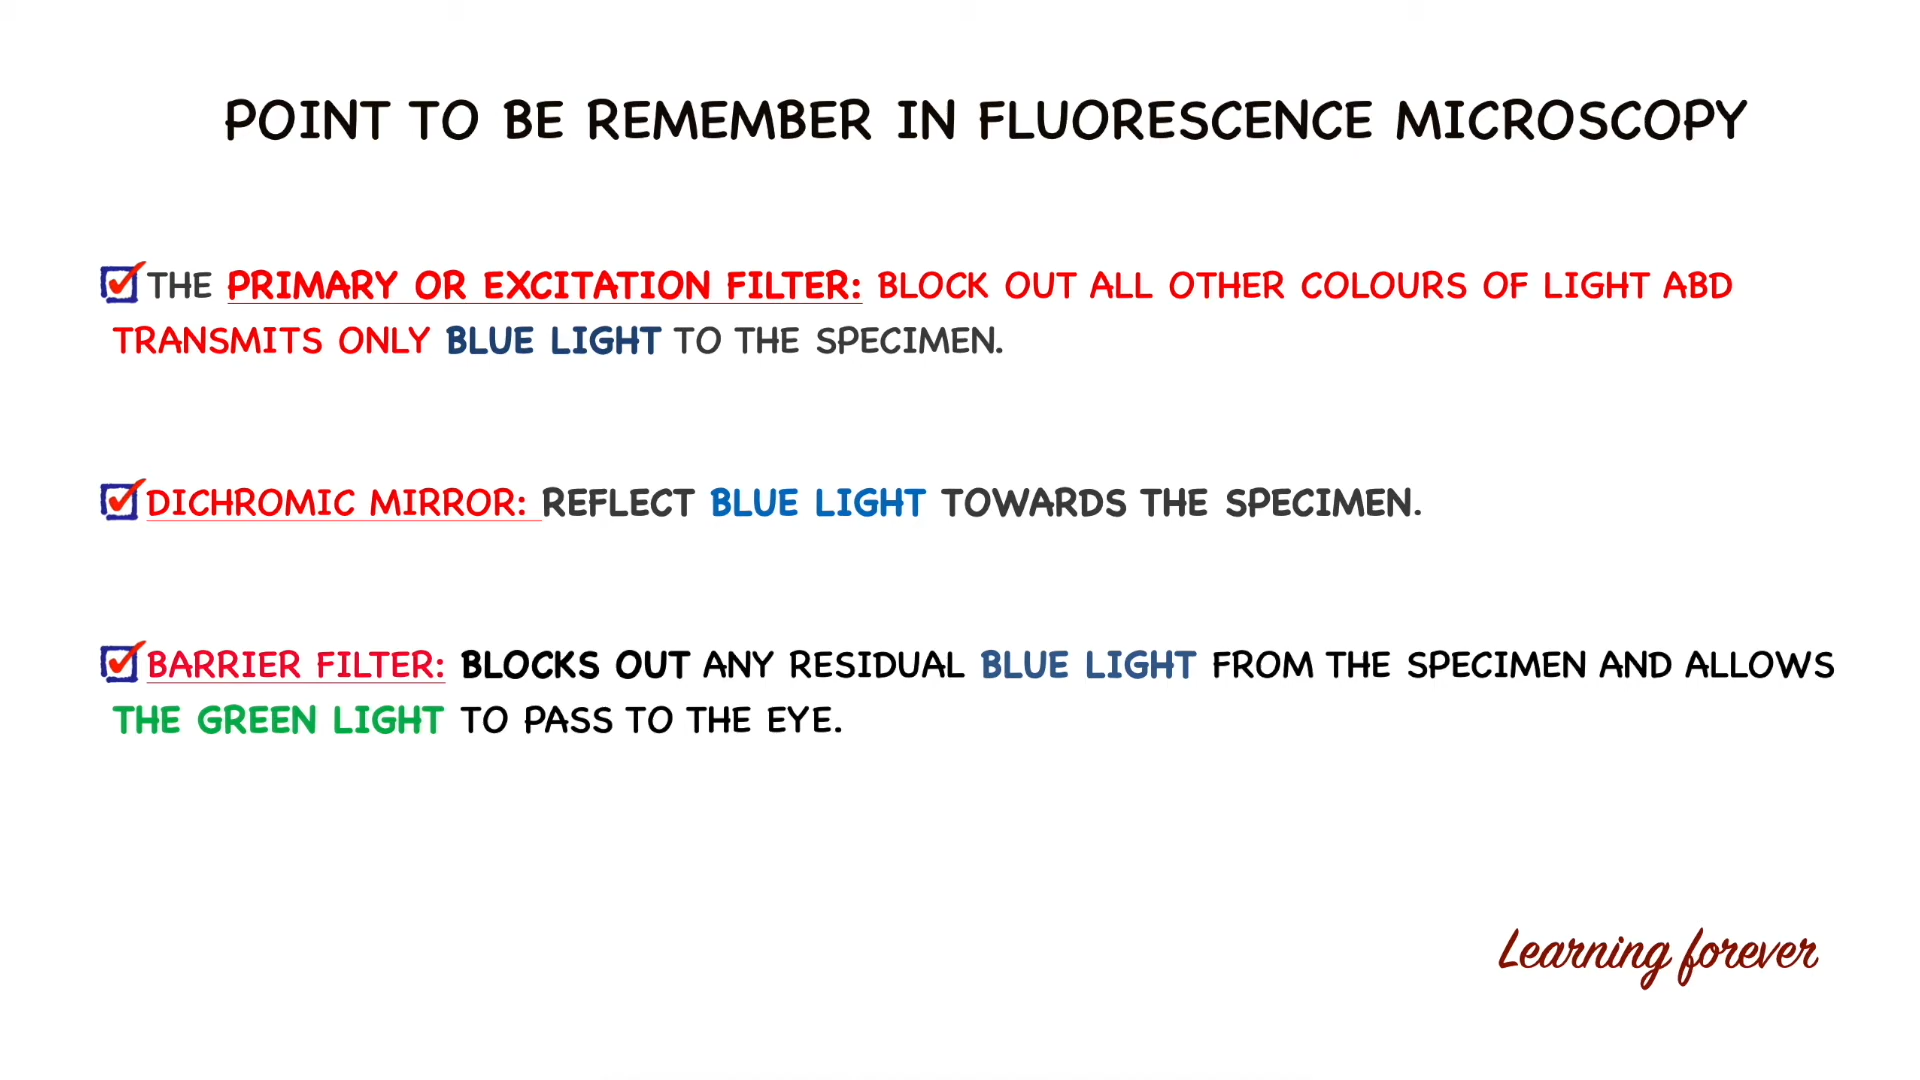 POINT TO BE REMEMBER IN FLUORESCENCE MICROSCOPY
THE PRIMARY OR EXCITATION FILTER: BLOCK OUT ALL OTHER COLOURS OF LIGHT ABD
TRANSMITS ONLY BLUE LIGHT TO THE SPECIMEN.
DICHROMIC MIRROR: REFLECT BLUE LIGHT TOWARDS THE SPECIMEN.
BARRIER FILTER: BLOCKS OUT ANY RESIDUAL BLUE LIGHT FROM THE SPECIMEN AND ALLOWS
THE GREEN LIGHT TO PASS TO THE EYE.
Learning forever